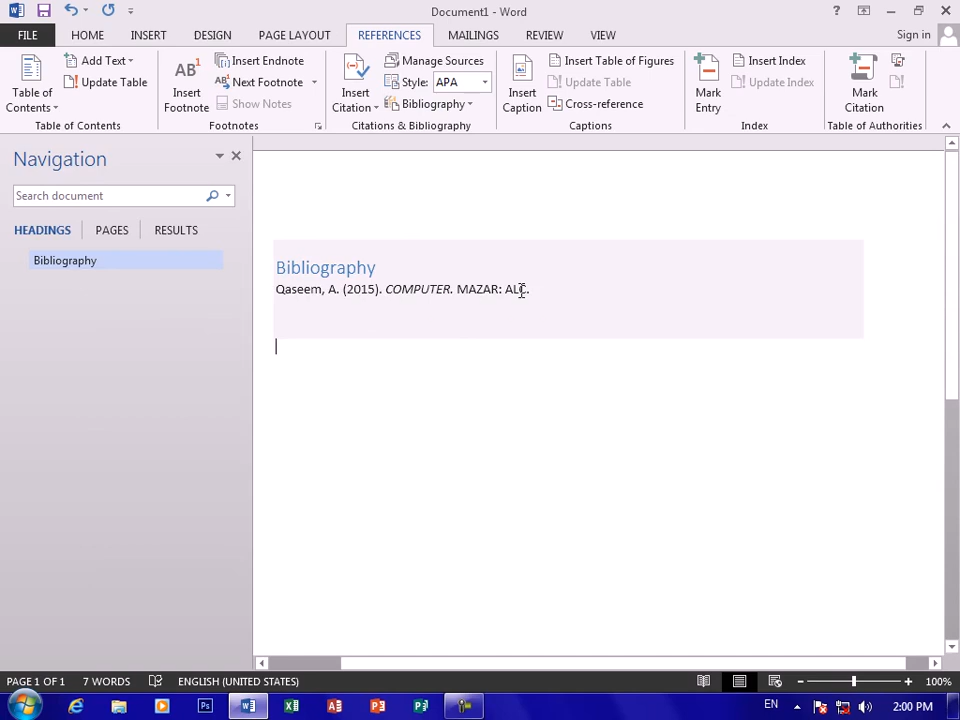 Document1 - Word
Sign in
FILE HOME INSERT DESIGN PAGE LAYOUT REFERENCES MAILINGS REVIEW VIEW
Table of Contents
Add Text
Update Table
Table of Contents
AB1
Insert Footnote
Insert Endnote
AB1 Next Footnote
Show Notes
Footnotes
Insert Citation
Manage Sources
Style: APA
Bibliography
Citations & Bibliography
Insert Caption
Insert Table of Figures
Update Table
Cross-reference
Captions
Mark Entry
Insert Index
Update Index
Index
Mark Citation
Table of Authorities
Navigation
Search document
HEADINGS PAGES RESULTS
Bibliography
Bibliography
Qaseem, A. (2015). COMPUTER. MAZAR: ALC.
PAGE 1 OF 1 7 WORDS ENGLISH (UNITED STATES) 100%
EN 2:00 PM